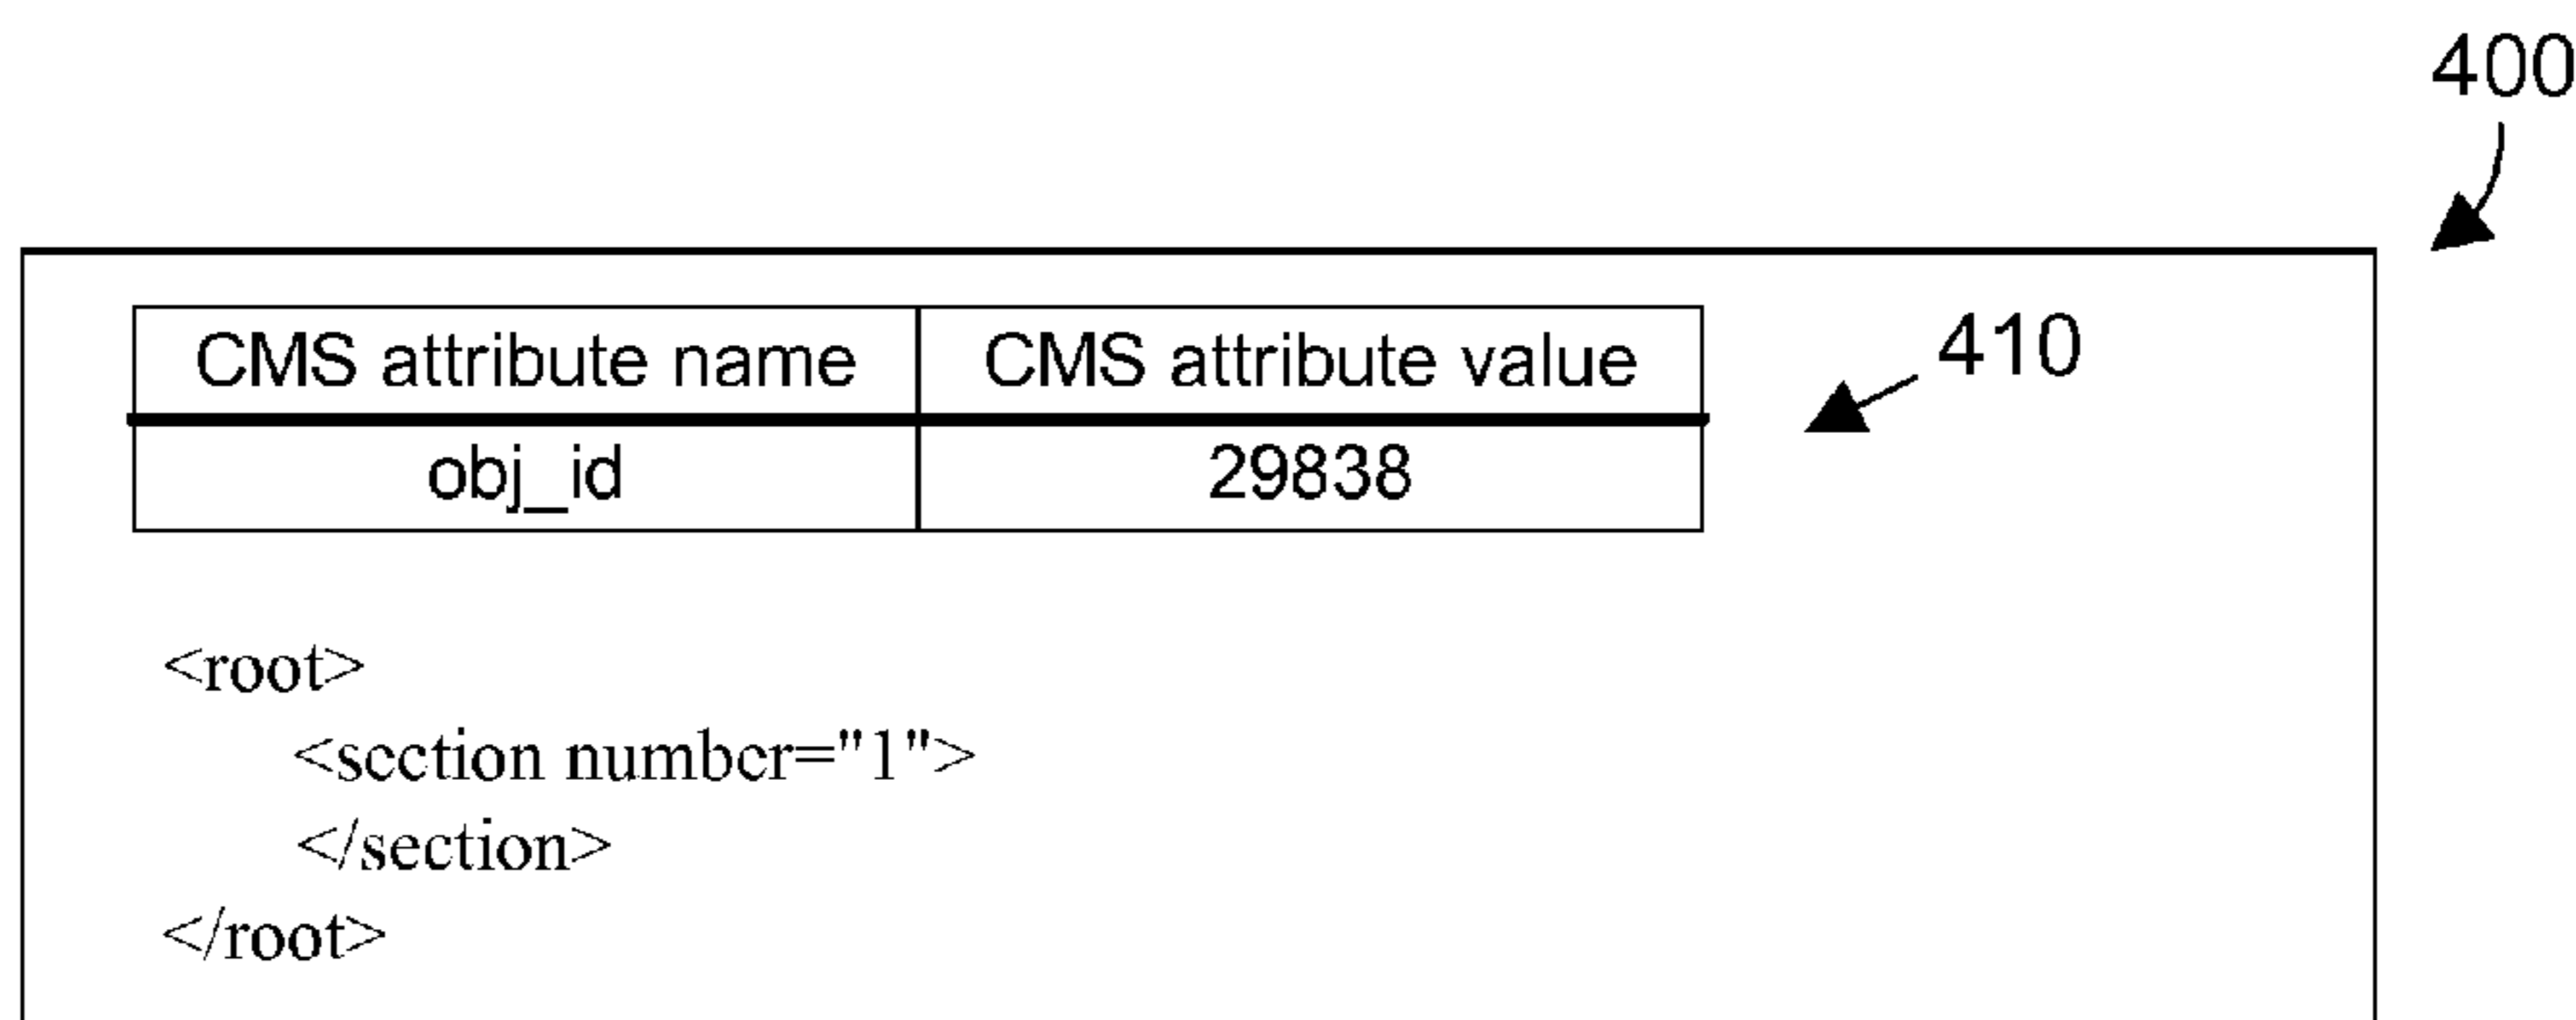 400
CMS attribute name CMS attribute value
410
obj_id 29838
<root>
<section number="1">
</section>
</root>